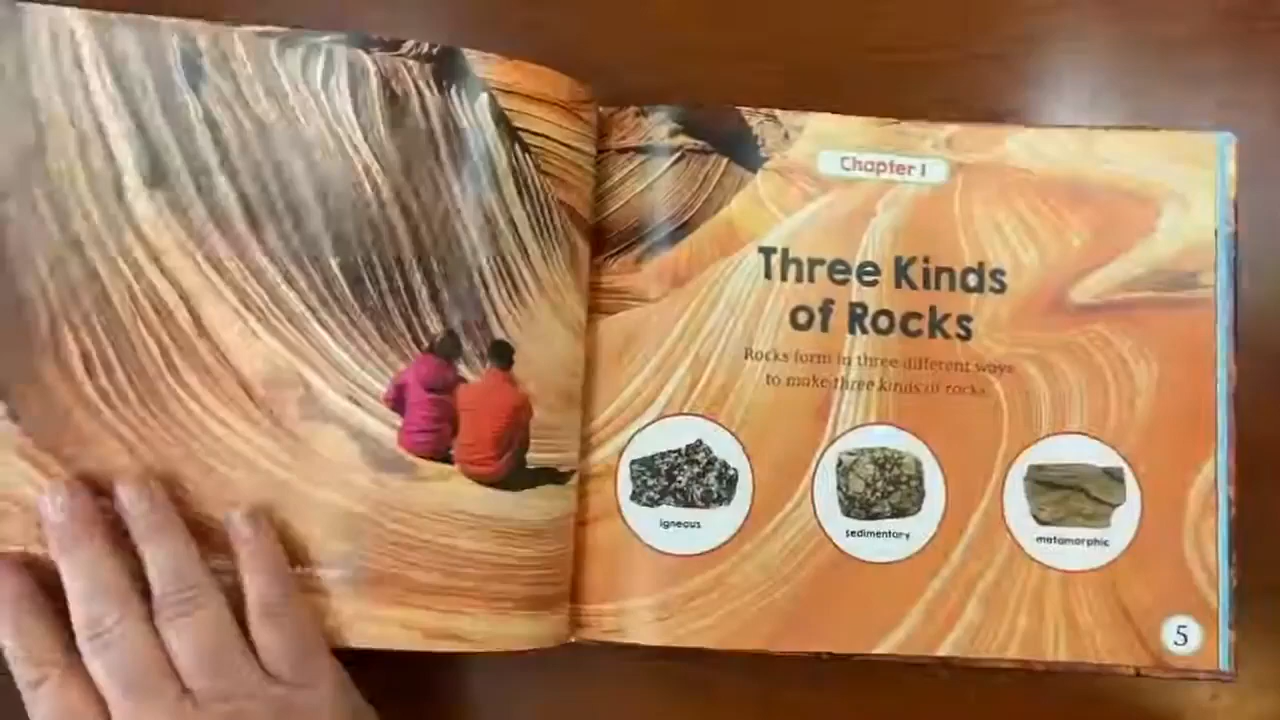 Chapter 1
Three Kinds
of Rocks
Rocks form in three different ways
to make three kinds of rocks.
igneous
sedimentary
metamorphic
5